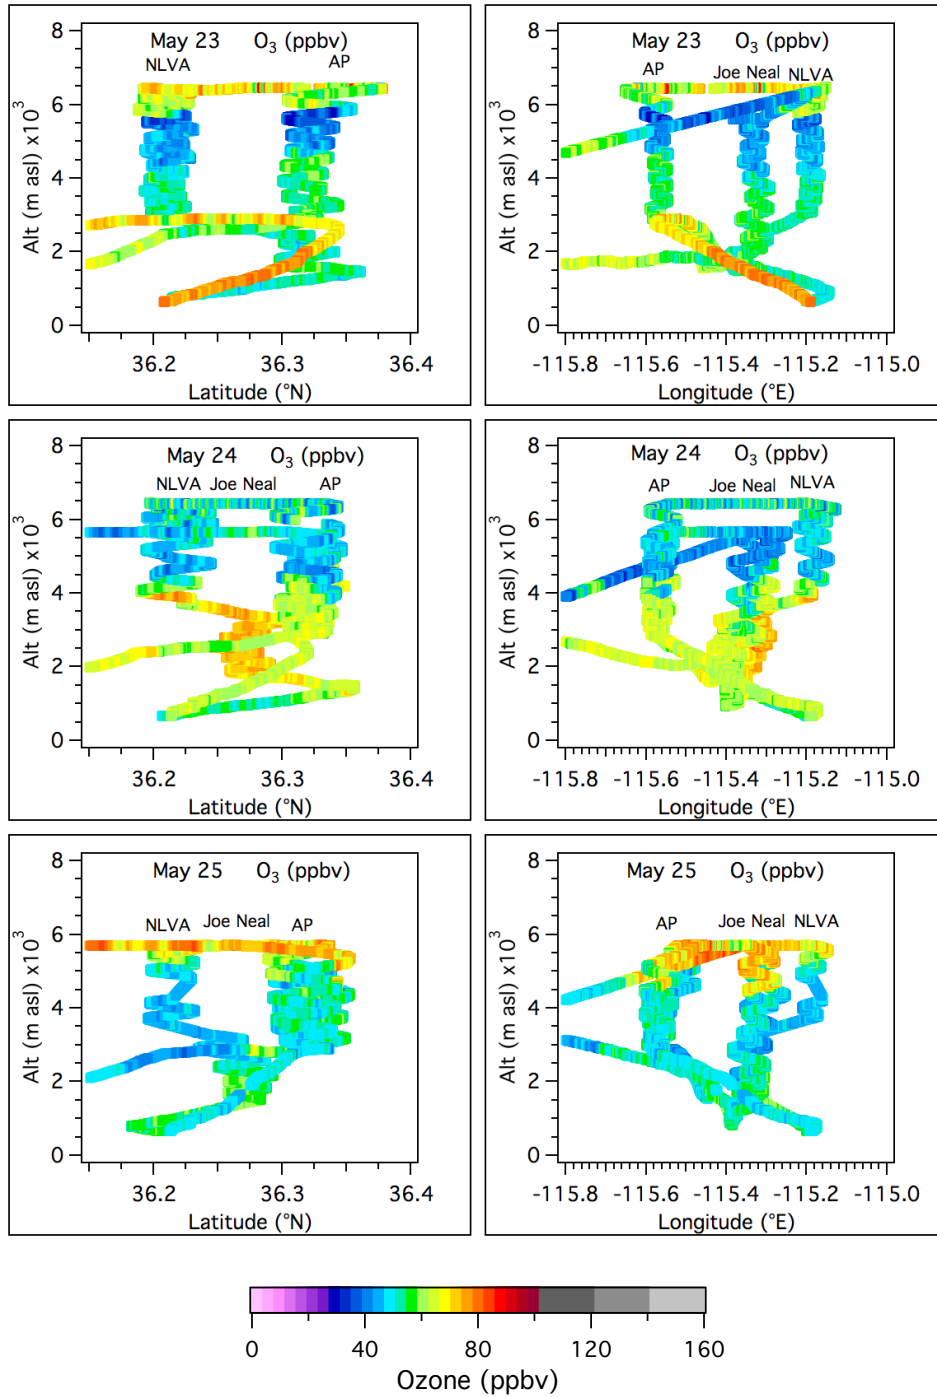 May 23 O3 (ppbv)
NLVA AP
8
6
4
2
0
Alt (m asl) x10^3
36.2 36.3 36.4
Latitude (°N)
May 23 O3 (ppbv)
AP Joe Neal NLVA
8
6
4
2
0
Alt (m asl) x10^3
-115.8 -115.6 -115.4 -115.2 -115.0
Longitude (°E)
May 24 O3 (ppbv)
NLVA Joe Neal AP
8
6
4
2
0
Alt (m asl) x10^3
36.2 36.3 36.4
Latitude (°N)
May 24 O3 (ppbv)
AP Joe Neal NLVA
8
6
4
2
0
Alt (m asl) x10^3
-115.8 -115.6 -115.4 -115.2 -115.0
Longitude (°E)
May 25 O3 (ppbv)
NLVA Joe Neal AP
8
6
4
2
0
Alt (m asl) x10^3
36.2 36.3 36.4
Latitude (°N)
May 25 O3 (ppbv)
AP Joe Neal NLVA
8
6
4
2
0
Alt (m asl) x10^3
-115.8 -115.6 -115.4 -115.2 -115.0
Longitude (°E)
0 40 80 120 160
Ozone (ppbv)